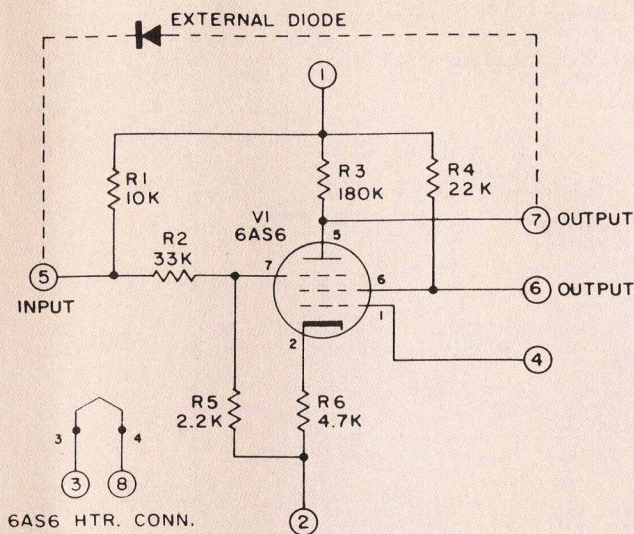 EXTERNAL DIODE
1
R1
10K
R3
180K
R4
22K
V1
6AS6
5
7 OUTPUT
R2
33K
7
5
INPUT
6
6 OUTPUT
1
2
4
R5
2.2K
R6
4.7K
3
4
3
8
2
6AS6 HTR. CONN.